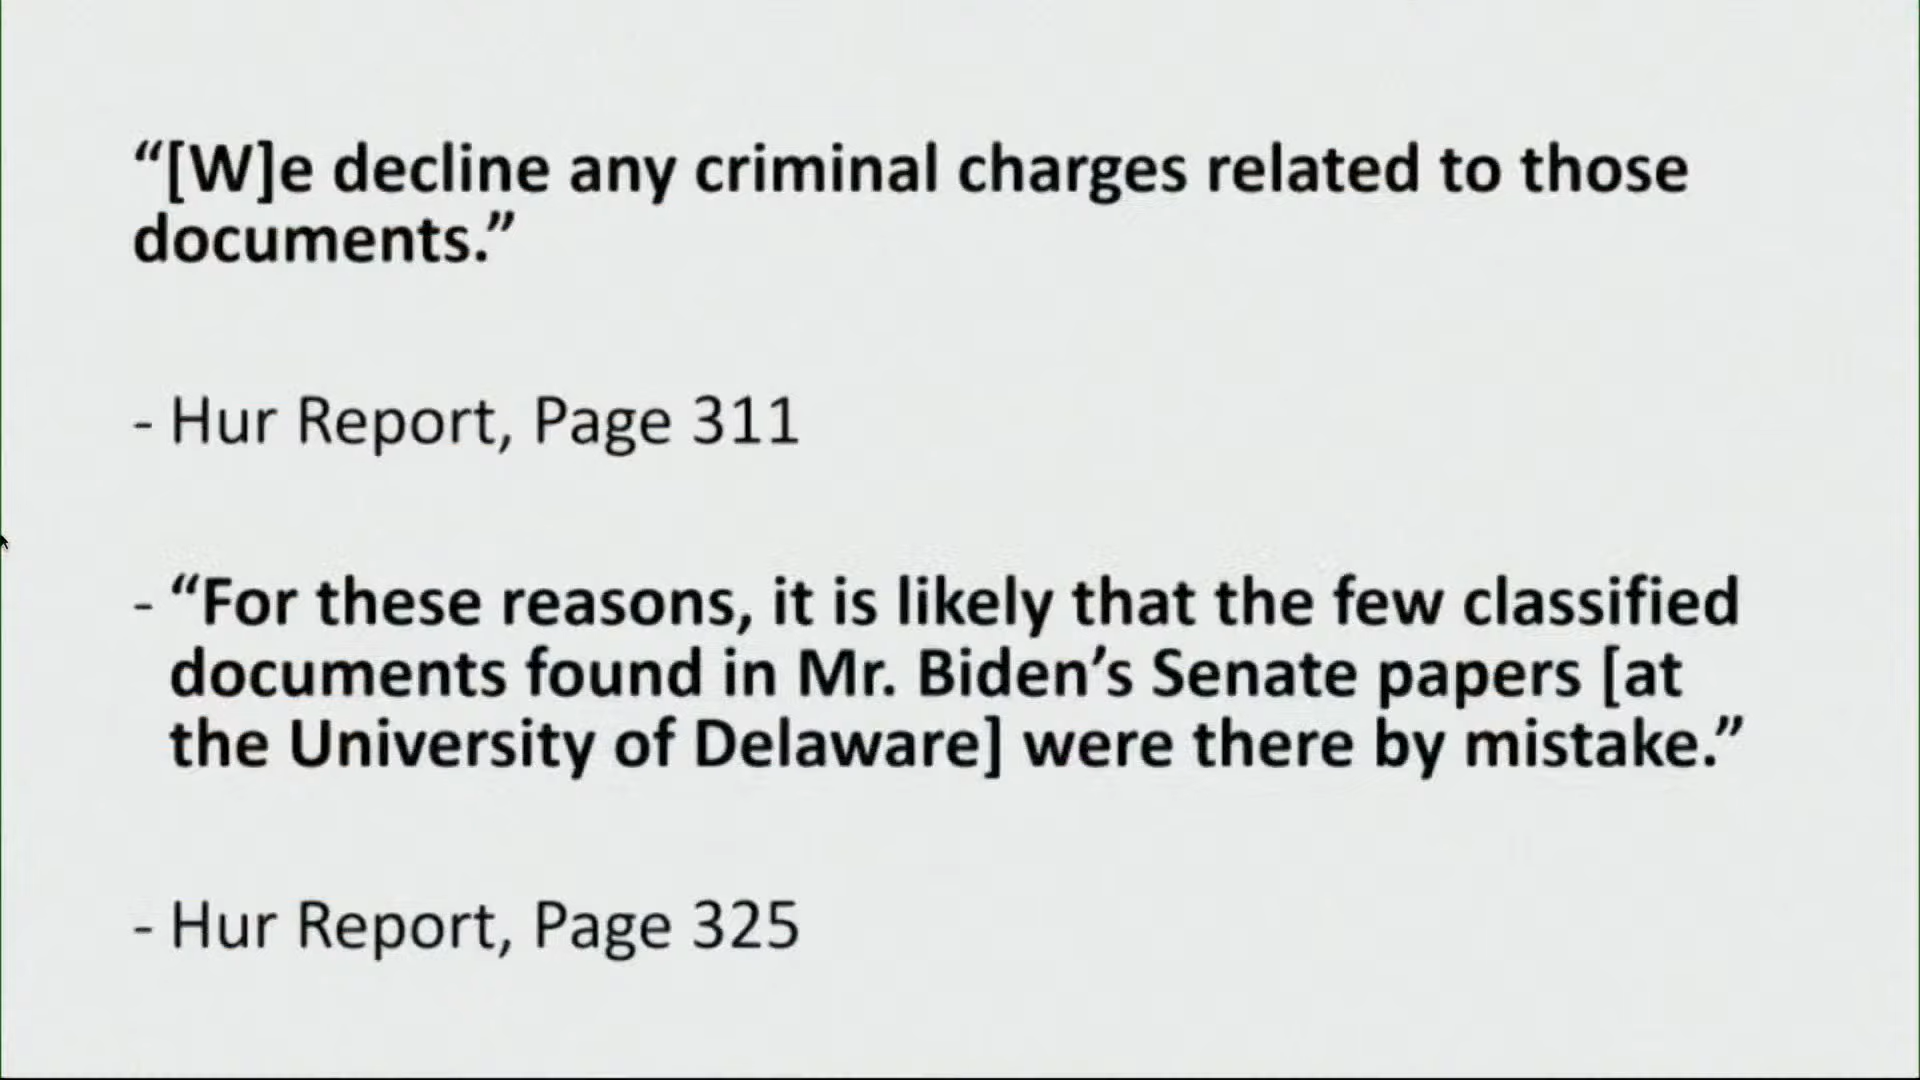 “[W]e decline any criminal charges related to those
documents.”
- Hur Report, Page 311
- “For these reasons, it is likely that the few classified
documents found in Mr. Biden’s Senate papers [at
the University of Delaware] were there by mistake.”
- Hur Report, Page 325